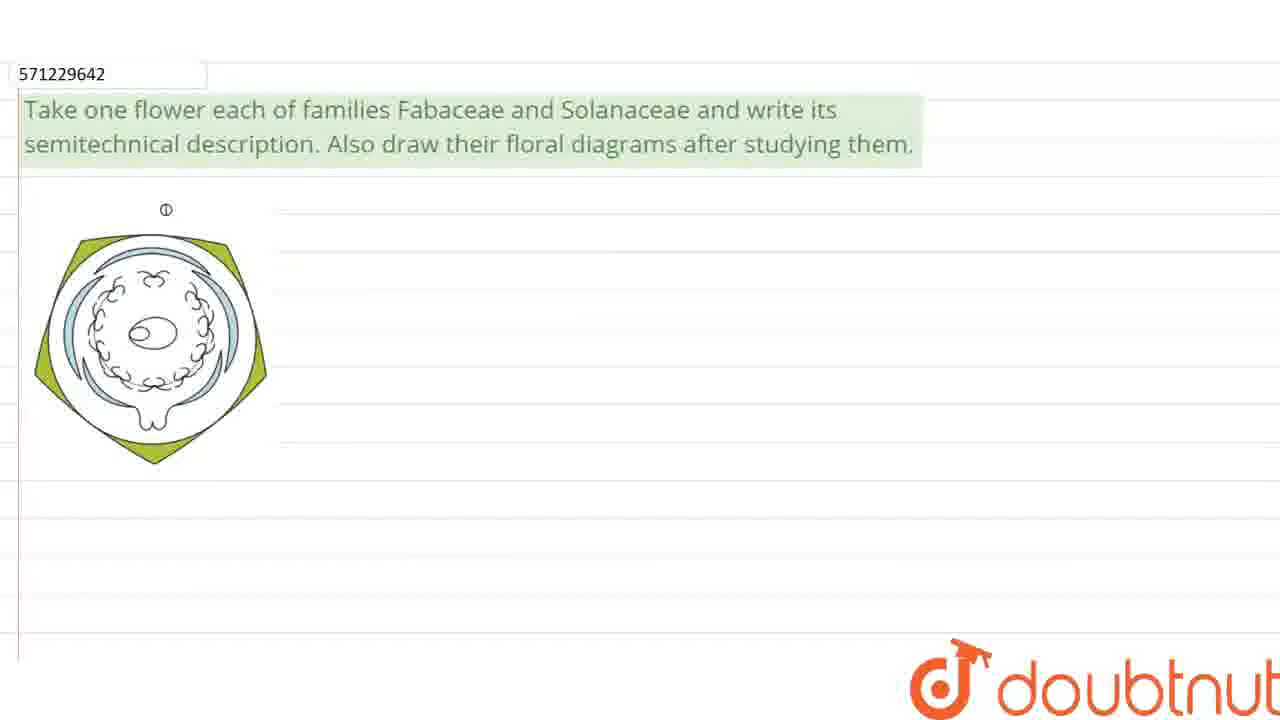 571229642
Take one flower each of families Fabaceae and Solanaceae and write its
semitechnical description. Also draw their floral diagrams after studying them.
doubtnut